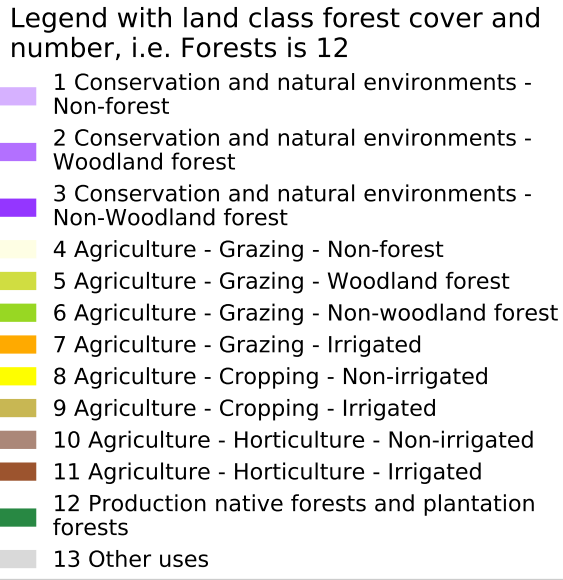 Legend with land class forest cover and
number, i.e. Forests is 12
1 Conservation and natural environments -
Non-forest
2 Conservation and natural environments -
Woodland forest
3 Conservation and natural environments -
Non-Woodland forest
4 Agriculture - Grazing - Non-forest
5 Agriculture - Grazing - Woodland forest
6 Agriculture - Grazing - Non-woodland forest
7 Agriculture - Grazing - Irrigated
8 Agriculture - Cropping - Non-irrigated
9 Agriculture - Cropping - Irrigated
10 Agriculture - Horticulture - Non-irrigated
11 Agriculture - Horticulture - Irrigated
12 Production native forests and plantation
forests
13 Other uses